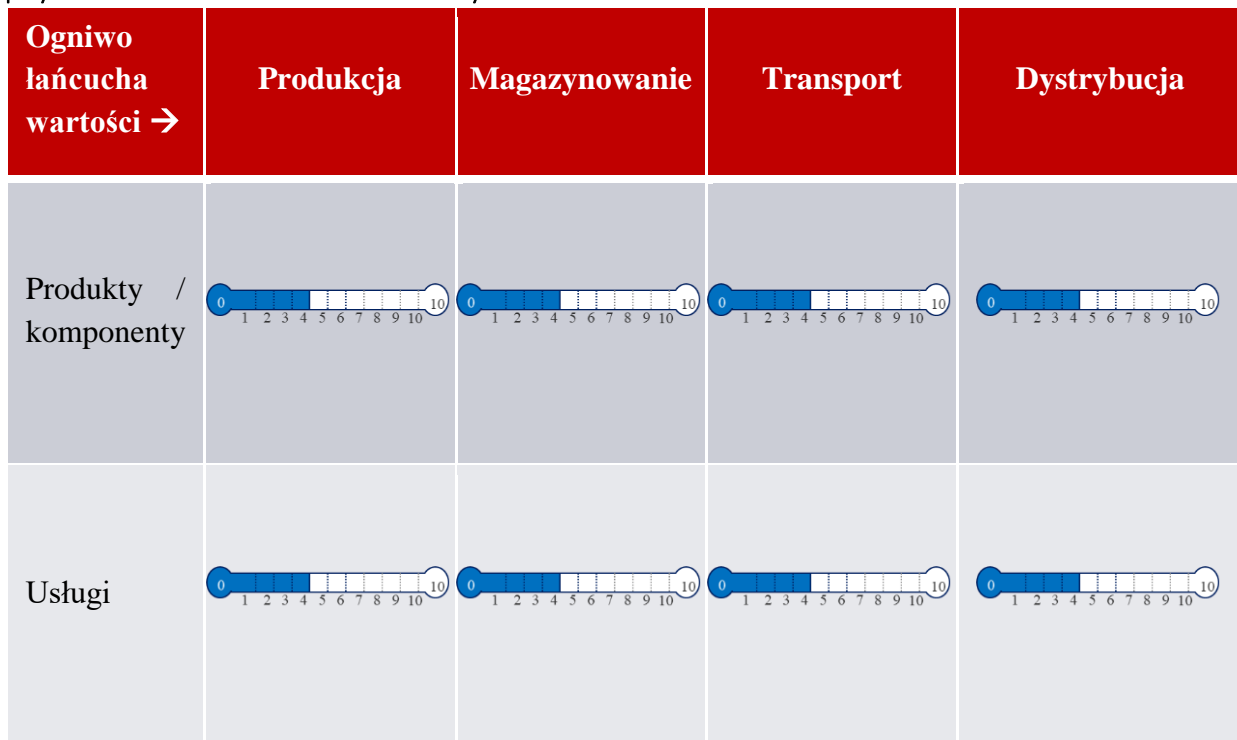 Ogniwo
łańcucha
wartości →
Produkcja
Magazynowanie
Transport
Dystrybucja
Produkty /
komponenty
0 10
1 2 3 4 5 6 7 8 9 10
0 10
1 2 3 4 5 6 7 8 9 10
0 10
1 2 3 4 5 6 7 8 9 10
0 10
1 2 3 4 5 6 7 8 9 10
Usługi
0 10
1 2 3 4 5 6 7 8 9 10
0 10
1 2 3 4 5 6 7 8 9 10
0 10
1 2 3 4 5 6 7 8 9 10
0 10
1 2 3 4 5 6 7 8 9 10